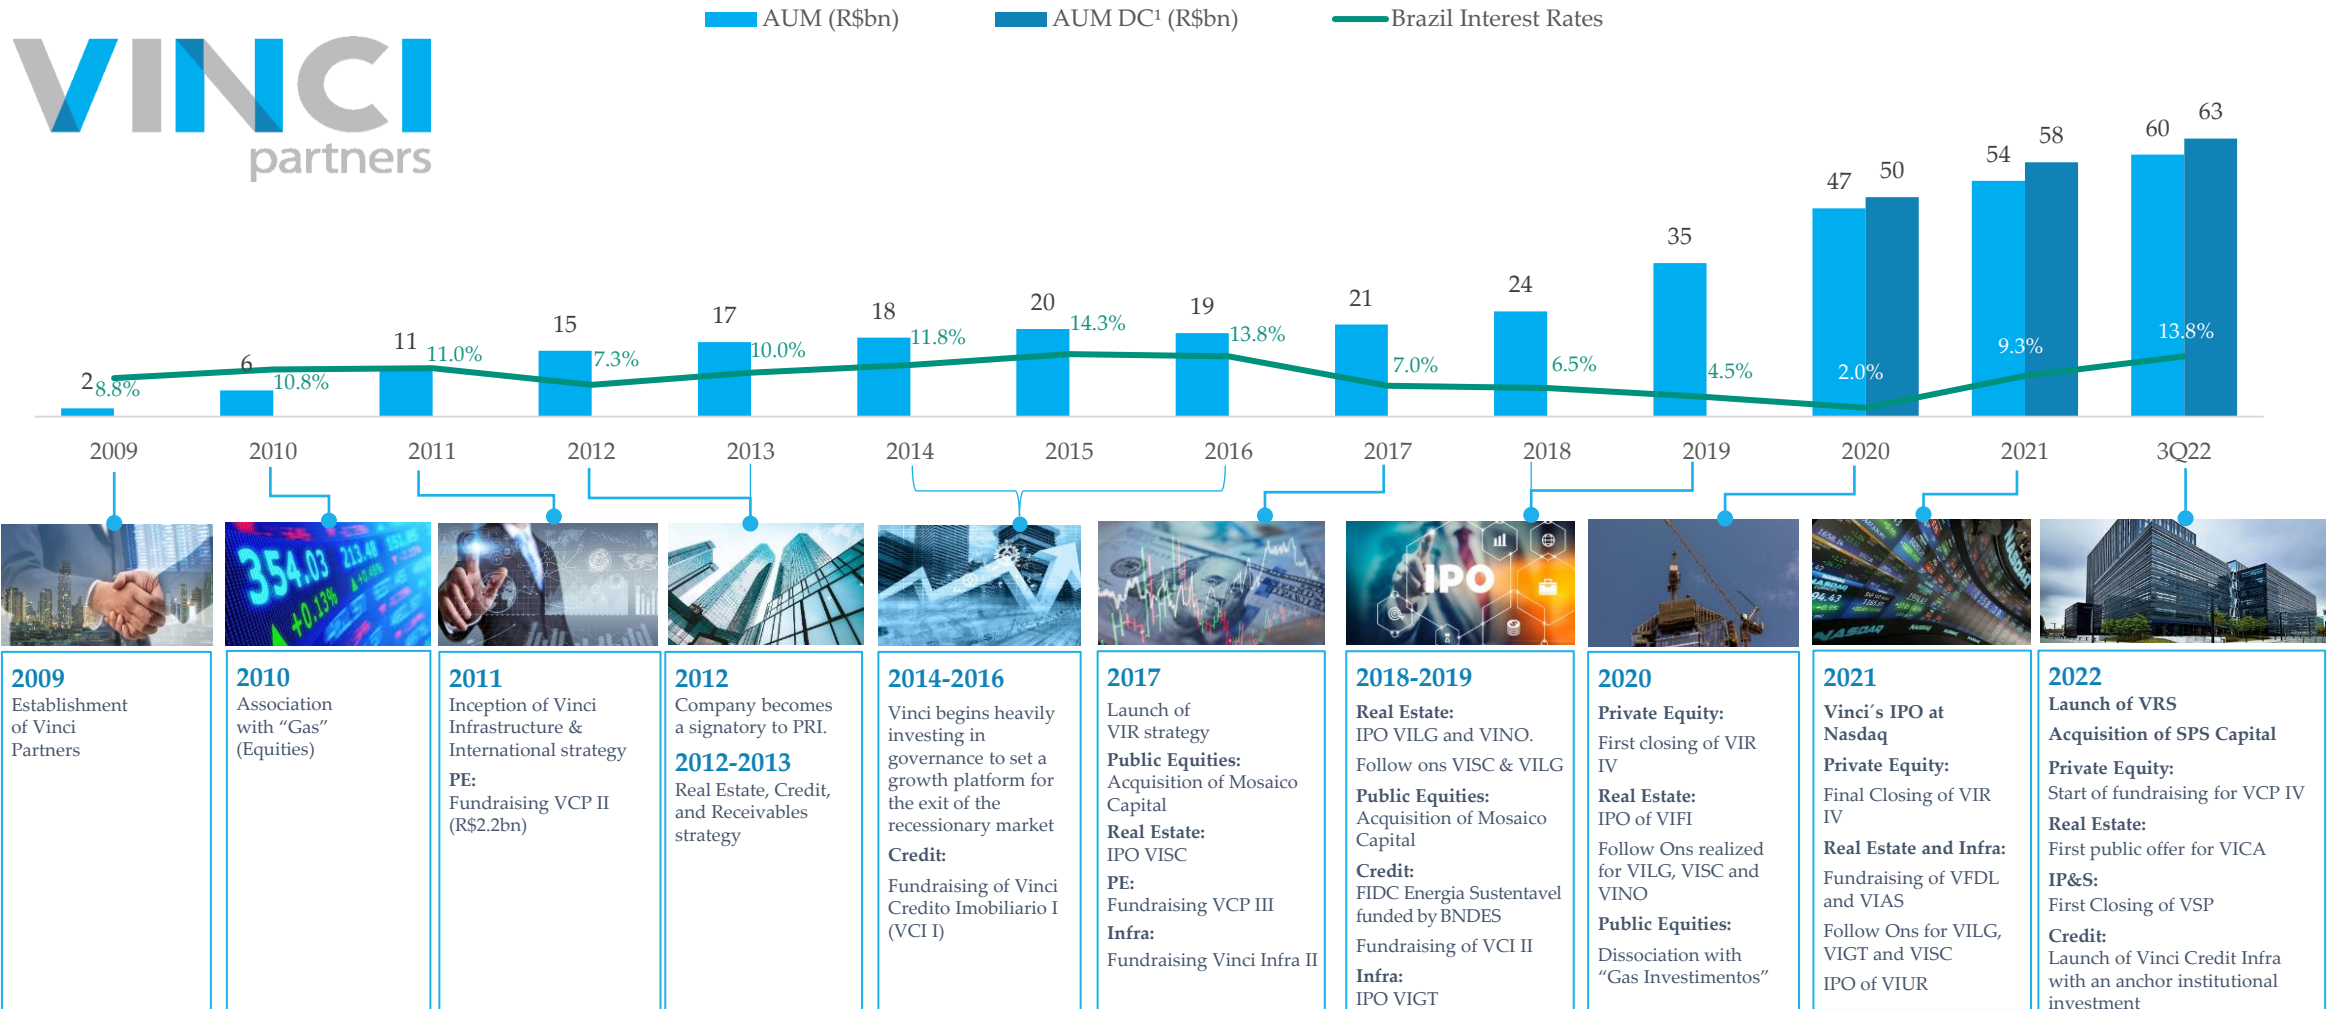 VINCI
partners
AUM (R$bn)
AUM DC¹ (R$bn)
Brazil Interest Rates
2
6
11
15
17
18
20
19
21
24
35
47
50
54
58
60
63
8.8%
10.8%
11.0%
7.3%
10.0%
11.8%
14.3%
13.8%
7.0%
6.5%
4.5%
2.0%
9.3%
13.8%
2009
2010
2011
2012
2013
2014
2015
2016
2017
2018
2019
2020
2021
3Q22
354.03
213.48
+0.13%
IPO
NASDAQ
NASDAQ
2009
Establishment
of Vinci
Partners
2010
Association
with “Gas”
(Equities)
2011
Inception of Vinci
Infrastructure &
International strategy
PE:
Fundraising VCP II
(R$2.2bn)
2012
Company becomes
a signatory to PRI.
2012-2013
Real Estate, Credit,
and Receivables
strategy
2014-2016
Vinci begins heavily
investing in
governance to set a
growth platform for
the exit of the
recessionary market
Credit:
Fundraising of Vinci
Credito Imobiliario I
(VCI I)
2017
Launch of
VIR strategy
Public Equities:
Acquisition of Mosaico
Capital
Real Estate:
IPO VISC
PE:
Fundraising VCP III
Infra:
Fundraising Vinci Infra II
2018-2019
Real Estate:
IPO VILG and VINO.
Follow ons VISC & VILG
Public Equities:
Acquisition of Mosaico
Capital
Credit:
FIDC Energia Sustentavel
funded by BNDES
Fundraising of VCI II
Infra:
IPO VIGT
2020
Private Equity:
First closing of VIR
IV
Real Estate:
IPO of VIFI
Follow Ons realized
for VILG, VISC and
VINO
Public Equities:
Dissociation with
“Gas Investimentos”
2021
Vinci´s IPO at
Nasdaq
Private Equity:
Final Closing of VIR
IV
Real Estate and Infra:
Fundraising of VFDL
and VIAS
Follow Ons for VILG,
VIGT and VISC
IPO of VIUR
2022
Launch of VRS
Acquisition of SPS Capital
Private Equity:
Start of fundraising for VCP IV
Real Estate:
First public offer for VICA
IP&S:
First Closing of VSP
Credit:
Launch of Vinci Credit Infra
with an anchor institutional
investment